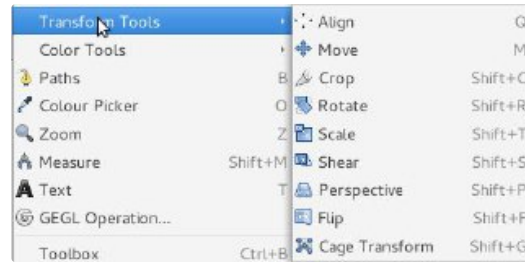 Transform Tools
Color Tools
Paths B
Colour Picker O
Zoom Z
Measure Shift+M
Text T
GEGL Operation...
Toolbox Ctrl+B
Align Q
Move M
Crop Shift+C
Rotate Shift+R
Scale Shift+T
Shear Shift+S
Perspective Shift+P
Flip Shift+F
Cage Transform Shift+G